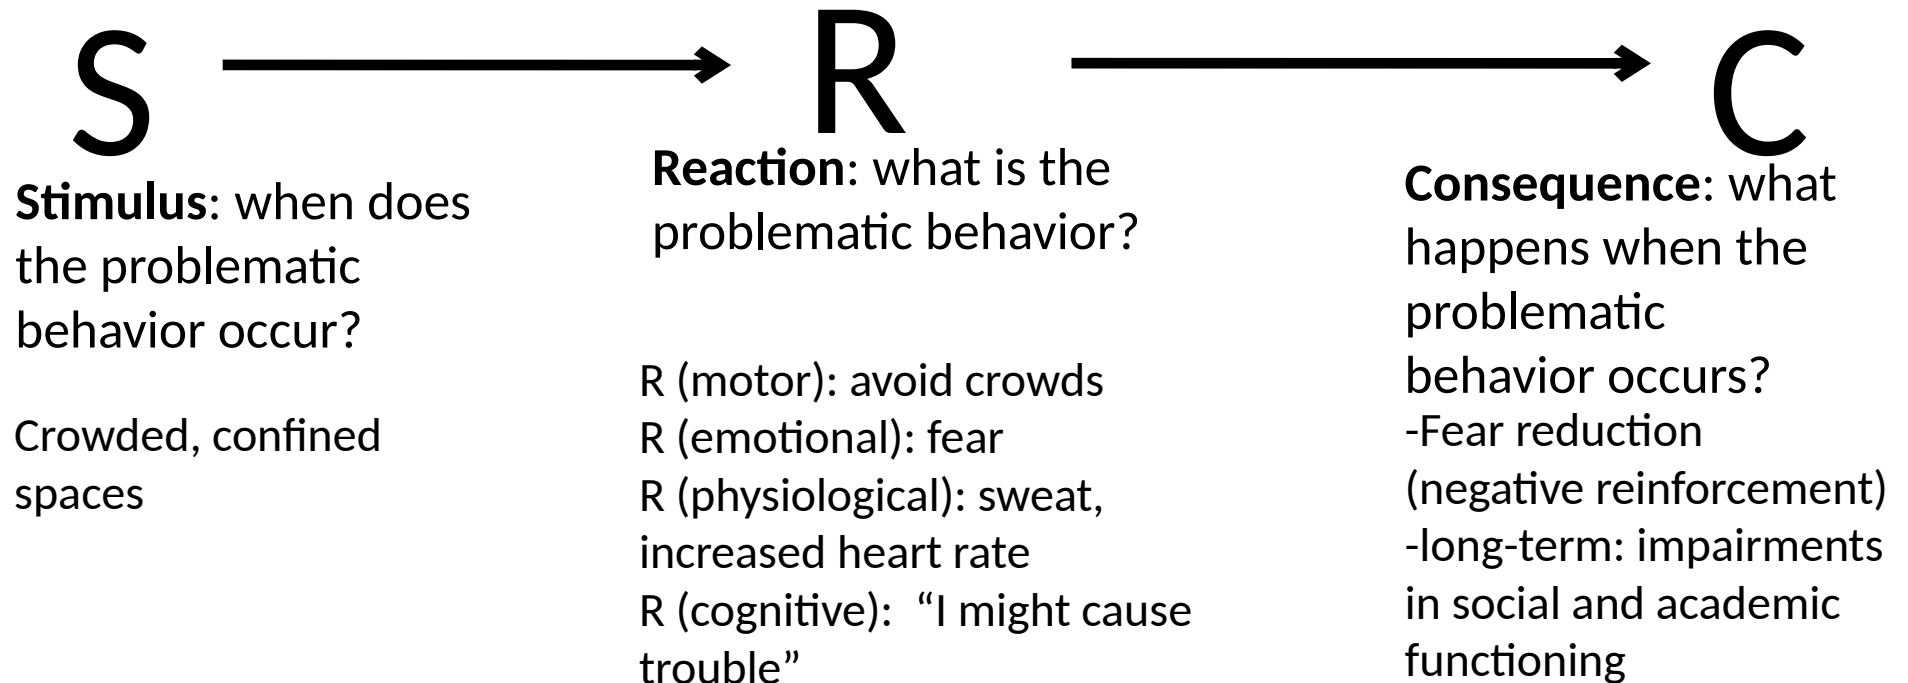 S
R
C
Stimulus: when does
the problematic
behavior occur?
Crowded, confined
spaces
Reaction: what is the
problematic behavior?
R (motor): avoid crowds
R (emotional): fear
R (physiological): sweat,
increased heart rate
R (cognitive):  “I might cause
trouble”
Consequence: what
happens when the
problematic
behavior occurs?
-Fear reduction
(negative reinforcement)
-long-term: impairments
in social and academic
functioning